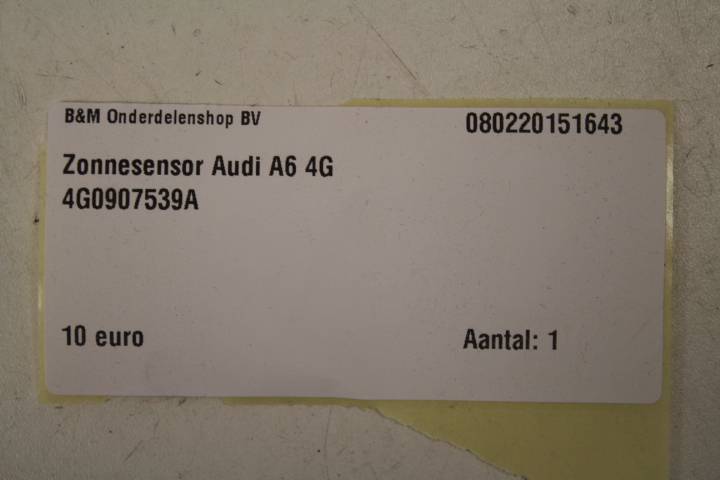 B&M Onderdelenshop BV
080220151643
Zonnesensor Audi A6 4G
4G0907539A
10 euro
Aantal: 1